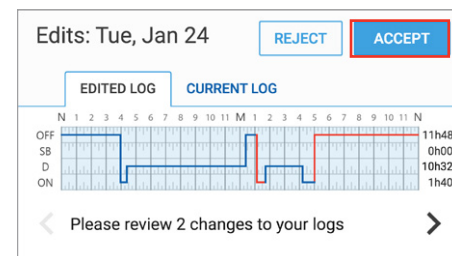 Edits: Tue, Jan 24 REJECT ACCEPT
EDITED LOG CURRENT LOG
N 1 2 3 4 5 6 7 8 9 10 11 M 1 2 3 4 5 6 7 8 9 10 11 N
OFF 11h48
SB 0h00
D 10h32
ON 1h40
Please review 2 changes to your logs